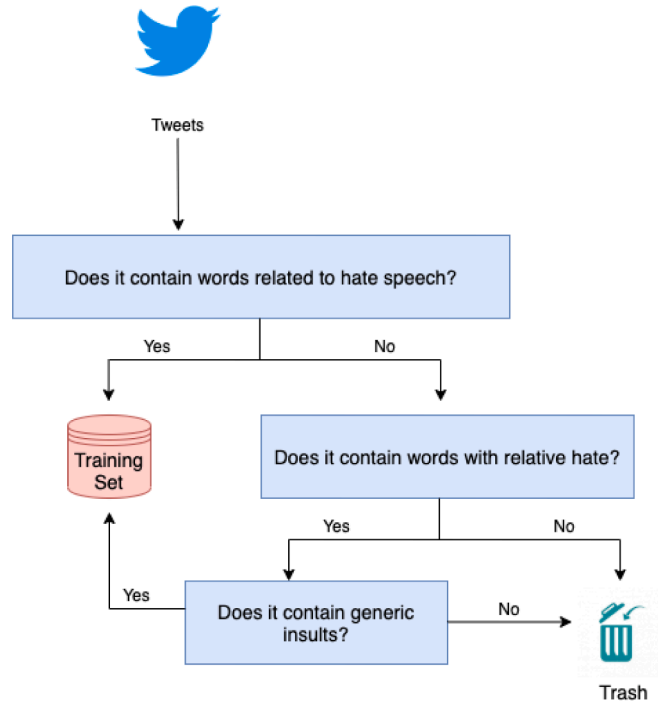 Tweets
Does it contain words related to hate speech?
Yes
No
Training
Set
Does it contain words with relative hate?
Yes
No
Yes
Does it contain generic
insults?
No
Trash